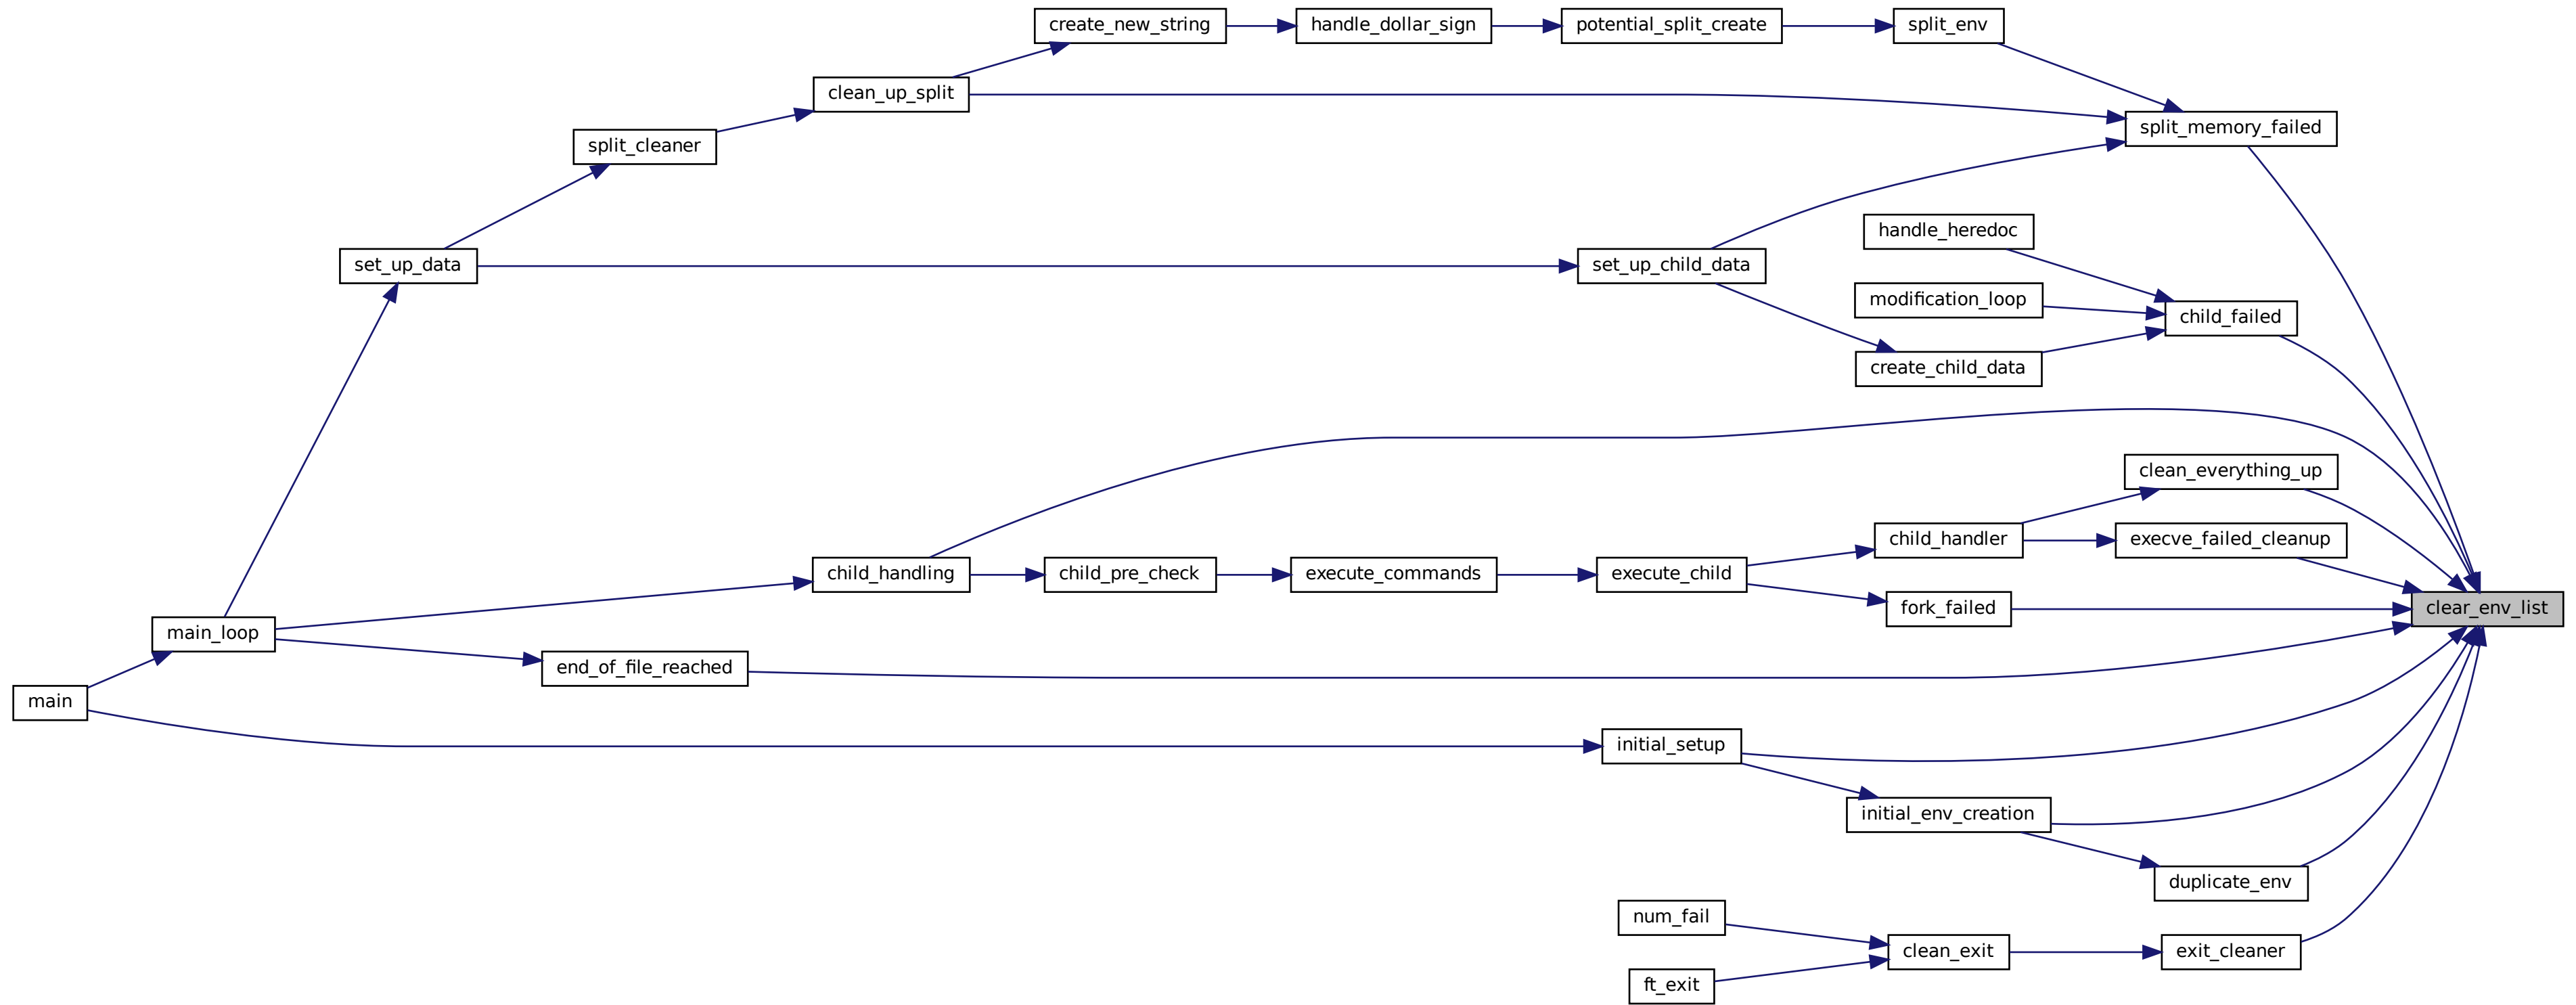 create_new_string
handle_dollar_sign
potential_split_create
split_env
clean_up_split
split_memory_failed
split_cleaner
handle_heredoc
set_up_data
set_up_child_data
modification_loop
child_failed
create_child_data
clean_everything_up
child_handler
execve_failed_cleanup
child_handling
child_pre_check
execute_commands
execute_child
fork_failed
clear_env_list
main_loop
end_of_file_reached
main
initial_setup
initial_env_creation
duplicate_env
num_fail
clean_exit
exit_cleaner
ft_exit